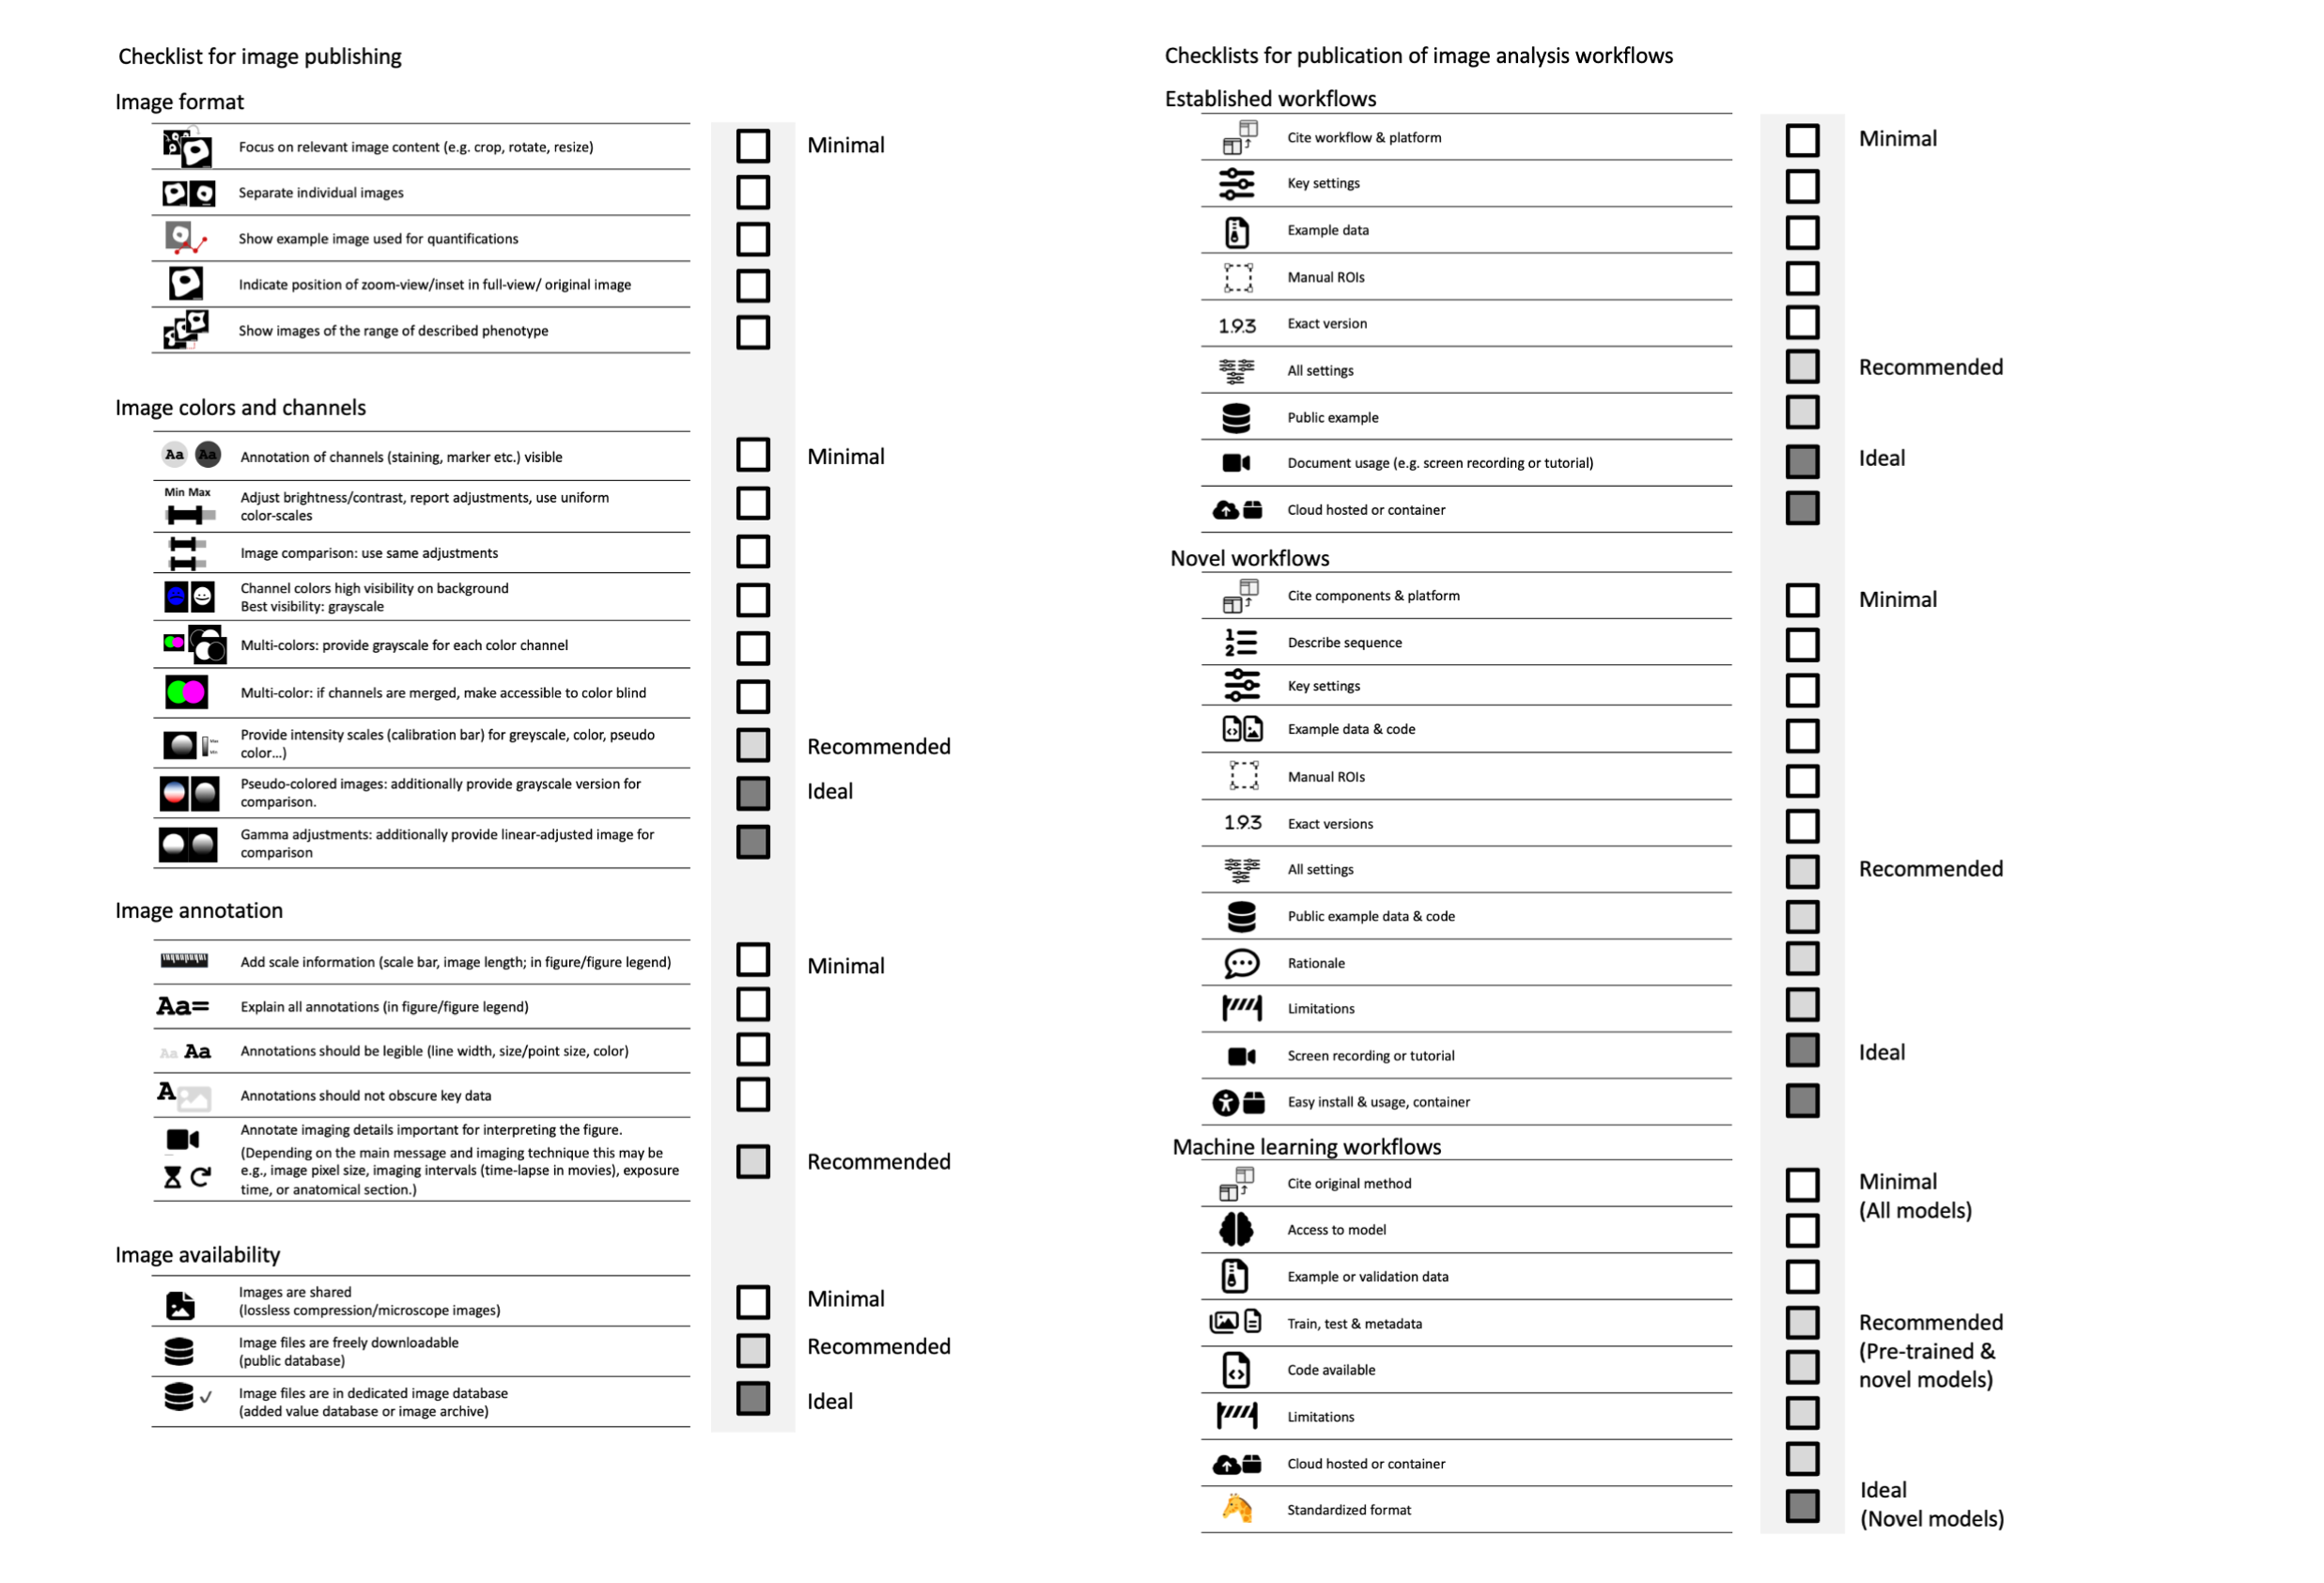 Checklist for image publishing
Image format
Focus on relevant image content (e.g. crop, rotate, resize)
Minimal
Separate individual images
Show example image used for quantifications
Indicate position of zoom-view/inset in full-view/ original image
Show images of the range of described phenotype
Image colors and channels
Aa Aa
Annotation of channels (staining, marker etc.) visible
Minimal
Min Max
Adjust brightness/contrast, report adjustments, use uniform
color-scales
Image comparison: use same adjustments
Channel colors high visibility on background
Best visibility: grayscale
Multi-colors: provide grayscale for each color channel
Multi-color: if channels are merged, make accessible to color blind
Max
Min
Provide intensity scales (calibration bar) for greyscale, color, pseudo
color...)
Recommended
Pseudo-colored images: additionally provide grayscale version for
comparison.
Ideal
Gamma adjustments: additionally provide linear-adjusted image for
comparison
Image annotation
Add scale information (scale bar, image length; in figure/figure legend)
Minimal
Aa=
Explain all annotations (in figure/figure legend)
Aa Aa
Annotations should be legible (line width, size/point size, color)
A
Annotations should not obscure key data
Annotate imaging details important for interpreting the figure.
(Depending on the main message and imaging technique this may be
e.g., image pixel size, imaging intervals (time-lapse in movies), exposure
time, or anatomical section.)
Recommended
Image availability
Images are shared
(lossless compression/microscope images)
Minimal
Image files are freely downloadable
(public database)
Recommended
Image files are in dedicated image database
(added value database or image archive)
Ideal
Checklists for publication of image analysis workflows
Established workflows
Cite workflow & platform
Minimal
Key settings
Example data
Manual ROIs
1.9.3
Exact version
All settings
Recommended
Public example
Document usage (e.g. screen recording or tutorial)
Ideal
Cloud hosted or container
Novel workflows
Cite components & platform
Minimal
1
2
Describe sequence
Key settings
Example data & code
Manual ROIs
1.9.3
Exact versions
All settings
Recommended
Public example data & code
Rationale
Limitations
Screen recording or tutorial
Ideal
Easy install & usage, container
Machine learning workflows
Cite original method
Minimal
(All models)
Access to model
Example or validation data
Train, test & metadata
Recommended
(Pre-trained &
novel models)
Code available
Limitations
Cloud hosted or container
Standardized format
Ideal
(Novel models)